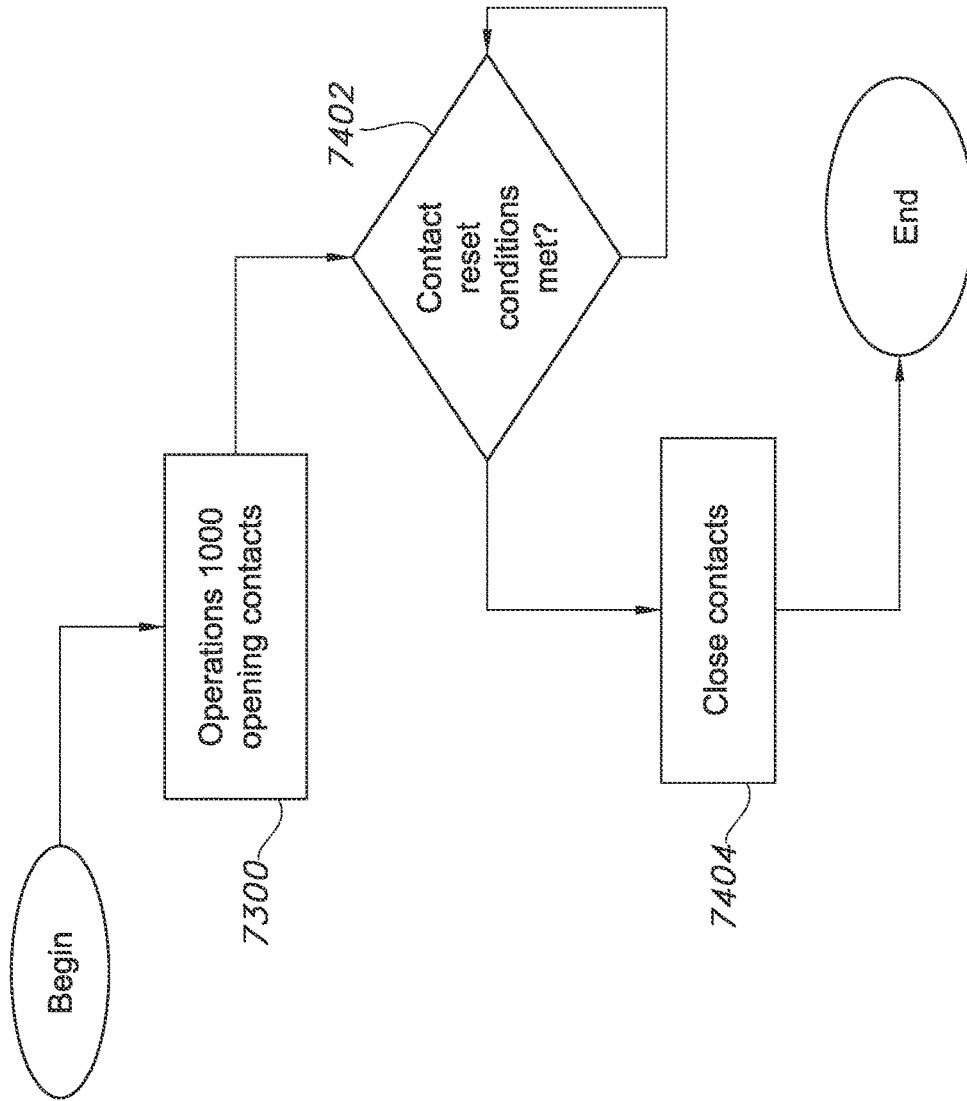 Begin
7300
Operations 1000
opening contacts
7402
Contact
reset
conditions
met?
7404
Close contacts
End